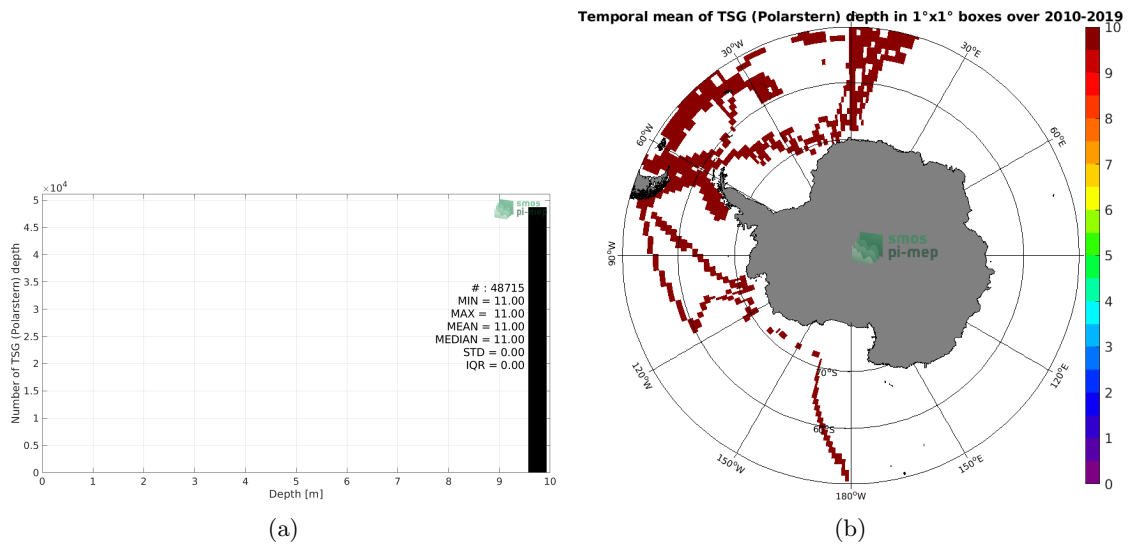 Temporal mean of TSG (Polarstern) depth in 1°x1° boxes over 2010-2019
×10⁴
5
4.5
4
3.5
3
2.5
2
1.5
1
0.5
0
Number of TSG (Polarstern) depth
smos
pi-mep
# : 48715
MIN = 11.00
MAX = 11.00
MEAN = 11.00
MEDIAN = 11.00
STD = 0.00
IQR = 0.00
0 1 2 3 4 5 6 7 8 9 10
Depth [m]
(a)
30°W
0°
30°E
60°W
60°E
90°W
smos
pi-mep
120°W
120°E
70°S
60°S
150°W
150°E
180°W
10
9
8
7
6
5
4
3
2
1
0
(b)